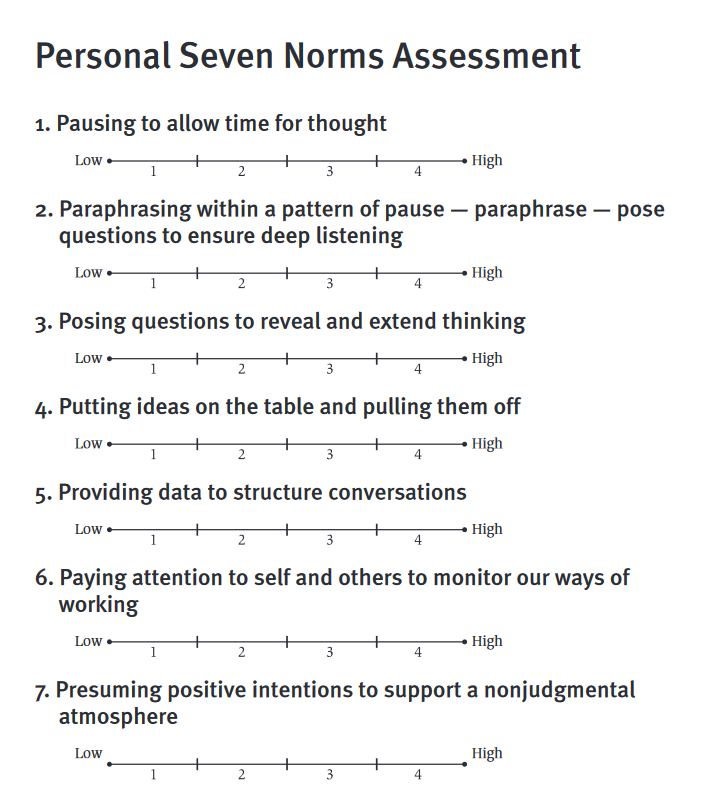 Personal Seven Norms Assessment
1. Pausing to allow time for thought
Low High
1 2 3 4
2. Paraphrasing within a pattern of pause — paraphrase — pose
questions to ensure deep listening
Low High
1 2 3 4
3. Posing questions to reveal and extend thinking
Low High
1 2 3 4
4. Putting ideas on the table and pulling them off
Low High
1 2 3 4
5. Providing data to structure conversations
Low High
1 2 3 4
6. Paying attention to self and others to monitor our ways of
working
Low High
1 2 3 4
7. Presuming positive intentions to support a nonjudgmental
atmosphere
Low High
1 2 3 4